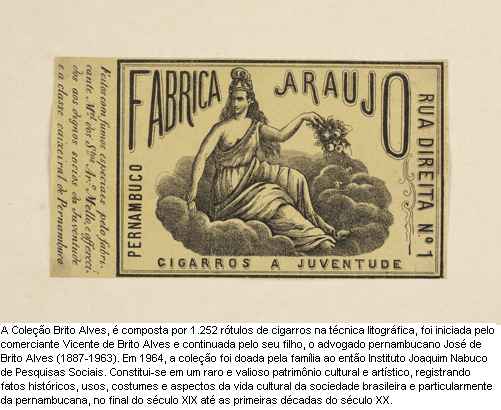 Feitos com fumos especiaes pelo fabri-
cante Mel dos Stos Ar. Mello, e offereci-
dos aos dignos socios da Juventude
e a classe caixeiral de Pernambuco
FABRICA ARAUJO
PERNAMBUCO
RUA DIREITA Nº 1
CIGARROS A JUVENTUDE
A Coleção Brito Alves, é composta por 1.252 rótulos de cigarros na técnica litográfica, foi iniciada pelo
comerciante Vicente de Brito Alves e continuada pelo seu filho, o advogado pernambucano José de
Brito Alves (1887-1963). Em 1964, a coleção foi doada pela família ao então Instituto Joaquim Nabuco
de Pesquisas Sociais. Constitui-se em um raro e valioso patrimônio cultural e artístico, registrando
fatos históricos, usos, costumes e aspectos da vida cultural da sociedade brasileira e particularmente
da pernambucana, no final do século XIX até as primeiras décadas do século XX.